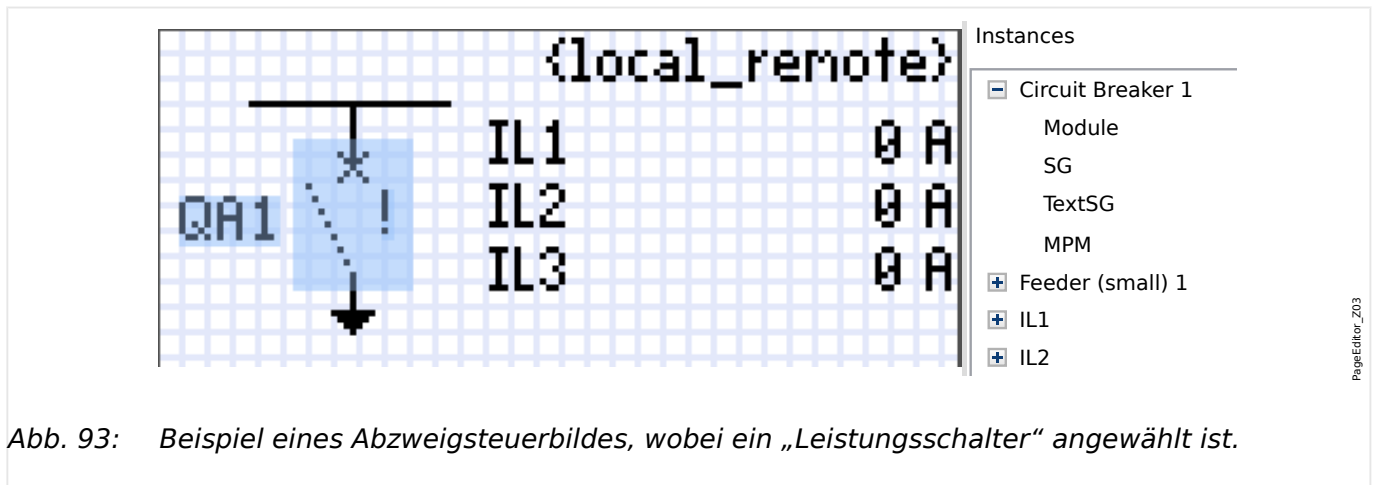 {local_remote}
IL1 0 A
QA1 ! IL2 0 A
IL3 0 A
Instances
Circuit Breaker 1
Module
SG
TextSG
MPM
Feeder (small) 1
IL1
IL2
PageEditor_Z03
Abb. 93: Beispiel eines Abzweigsteuerbildes, wobei ein „Leistungsschalter“ angewählt ist.